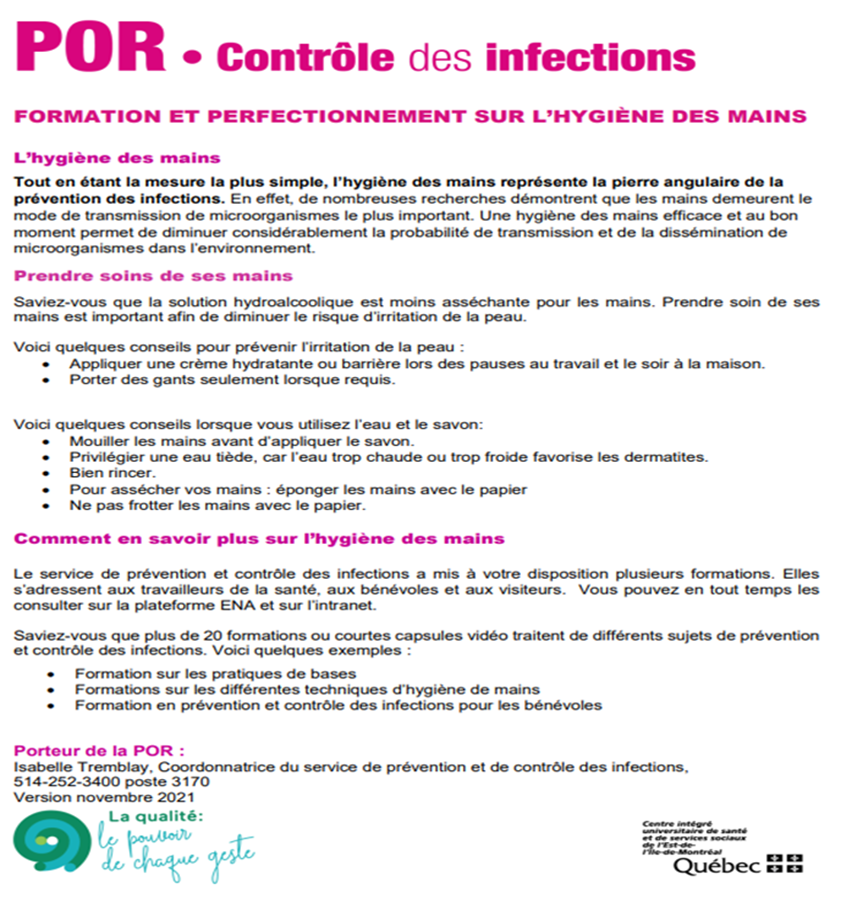 POR • Contrôle des infections
FORMATION ET PERFECTIONNEMENT SUR L'HYGIÈNE DES MAINS
L'hygiène des mains
Tout en étant la mesure la plus simple, l'hygiène des mains représente la pierre angulaire de la
prévention des infections. En effet, de nombreuses recherches démontrent que les mains demeurent le
mode de transmission de microorganismes le plus important. Une hygiène des mains efficace et au bon
moment permet de diminuer considérablement la probabilité de transmission et de la dissémination de
microorganismes dans l'environnement.
Prendre soins de ses mains
Saviez-vous que la solution hydroalcoolique est moins asséchante pour les mains. Prendre soin de ses
mains est important afin de diminuer le risque d'irritation de la peau.
Voici quelques conseils pour prévenir l'irritation de la peau :
• Appliquer une crème hydratante ou barrière lors des pauses au travail et le soir à la maison.
• Porter des gants seulement lorsque requis.
Voici quelques conseils lorsque vous utilisez l'eau et le savon:
• Mouiller les mains avant d'appliquer le savon.
• Privilégier une eau tiède, car l'eau trop chaude ou trop froide favorise les dermatites.
• Bien rincer.
• Pour assécher vos mains : éponger les mains avec le papier
• Ne pas frotter les mains avec le papier.
Comment en savoir plus sur l'hygiène des mains
Le service de prévention et contrôle des infections a mis à votre disposition plusieurs formations. Elles
s'adressent aux travailleurs de la santé, aux bénévoles et aux visiteurs. Vous pouvez en tout temps les
consulter sur la plateforme ENA et sur l'intranet.
Saviez-vous que plus de 20 formations ou courtes capsules vidéo traitent de différents sujets de prévention
et contrôle des infections. Voici quelques exemples :
• Formation sur les pratiques de bases
• Formations sur les différentes techniques d'hygiène de mains
• Formation en prévention et contrôle des infections pour les bénévoles
Porteur de la POR :
Isabelle Tremblay, Coordonnatrice du service de prévention et de contrôle des infections,
514-252-3400 poste 3170
Version novembre 2021
La qualité:
le pouvoir
de chaque geste
Centre intégré
universitaire de santé
et de services sociaux
de l'Est-de-
l'Île-de-Montréal
Québec